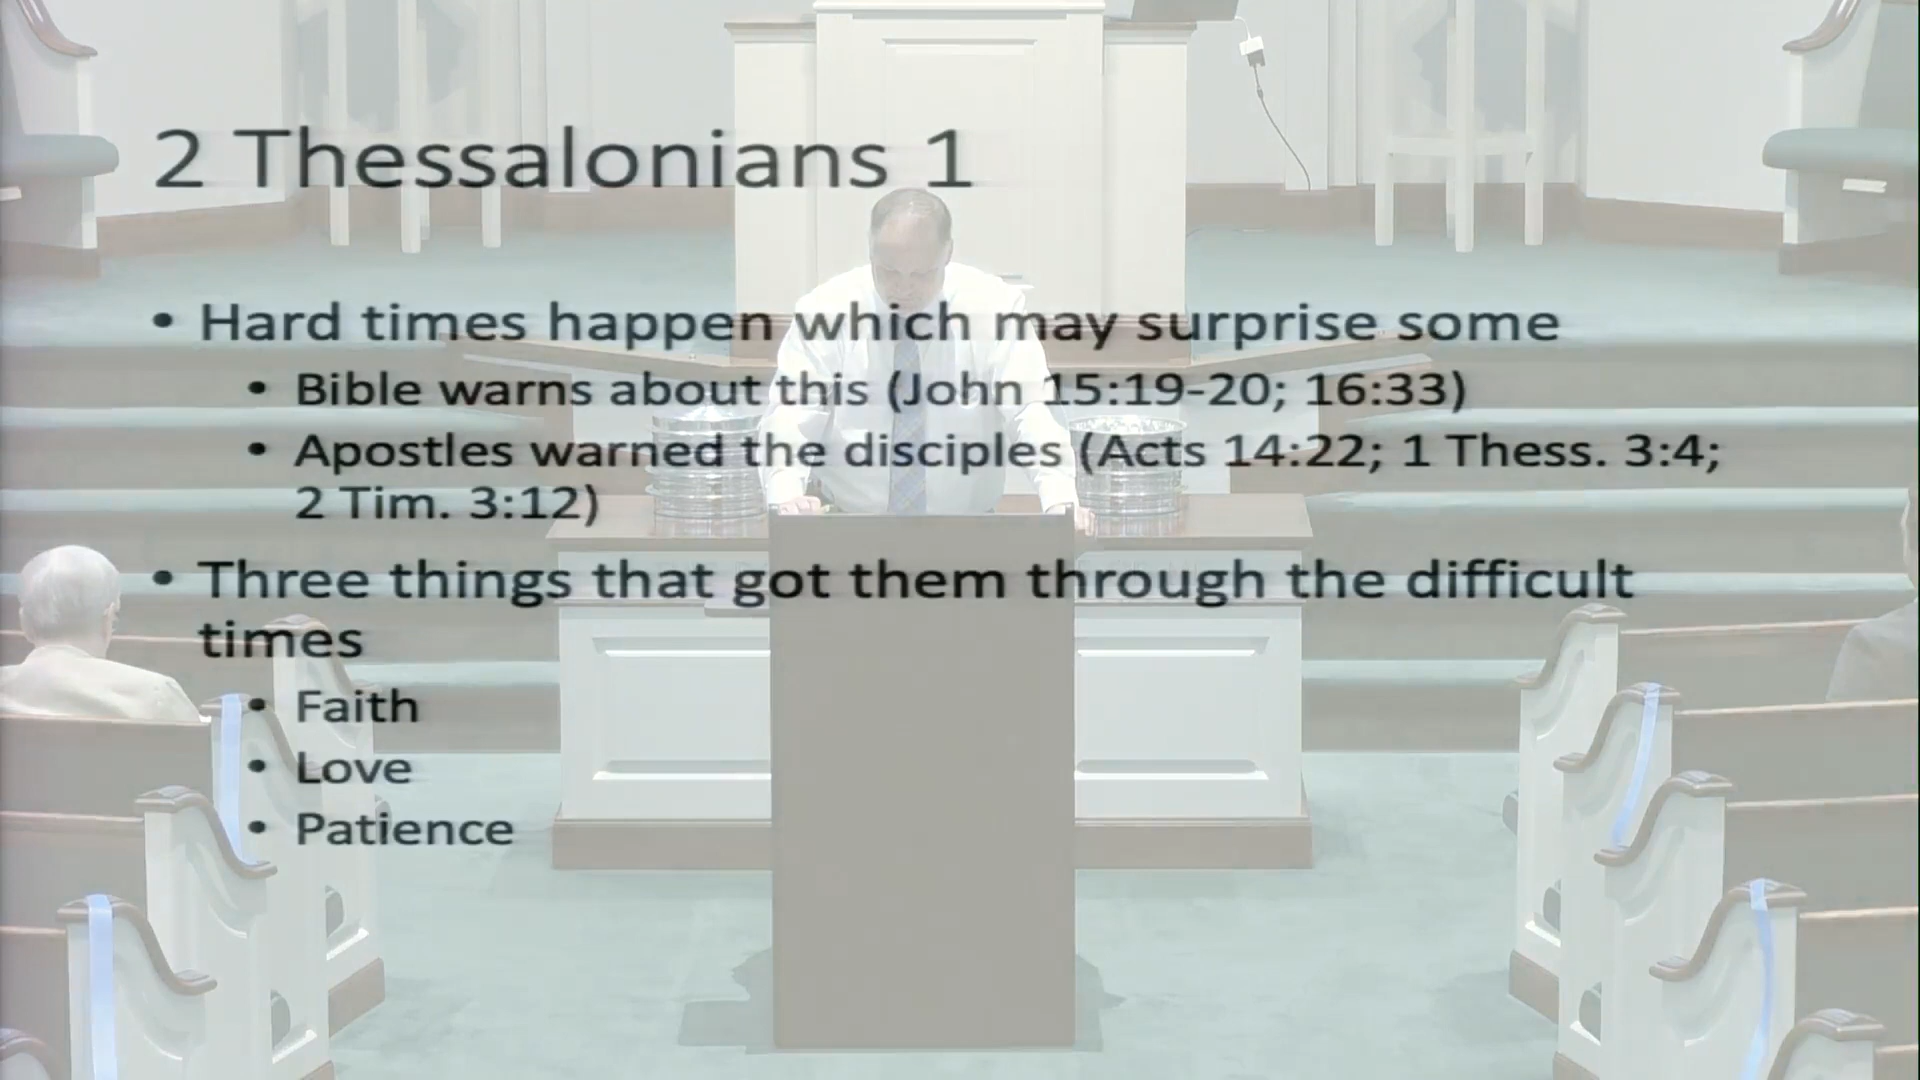 2 Thessalonians 1
• Hard times happen which may surprise some
• Bible warns about this (John 15:19-20; 16:33)
• Apostles warned the disciples (Acts 14:22; 1 Thess. 3:4;
2 Tim. 3:12)
• Three things that got them through the difficult
times
• Faith
• Love
• Patience